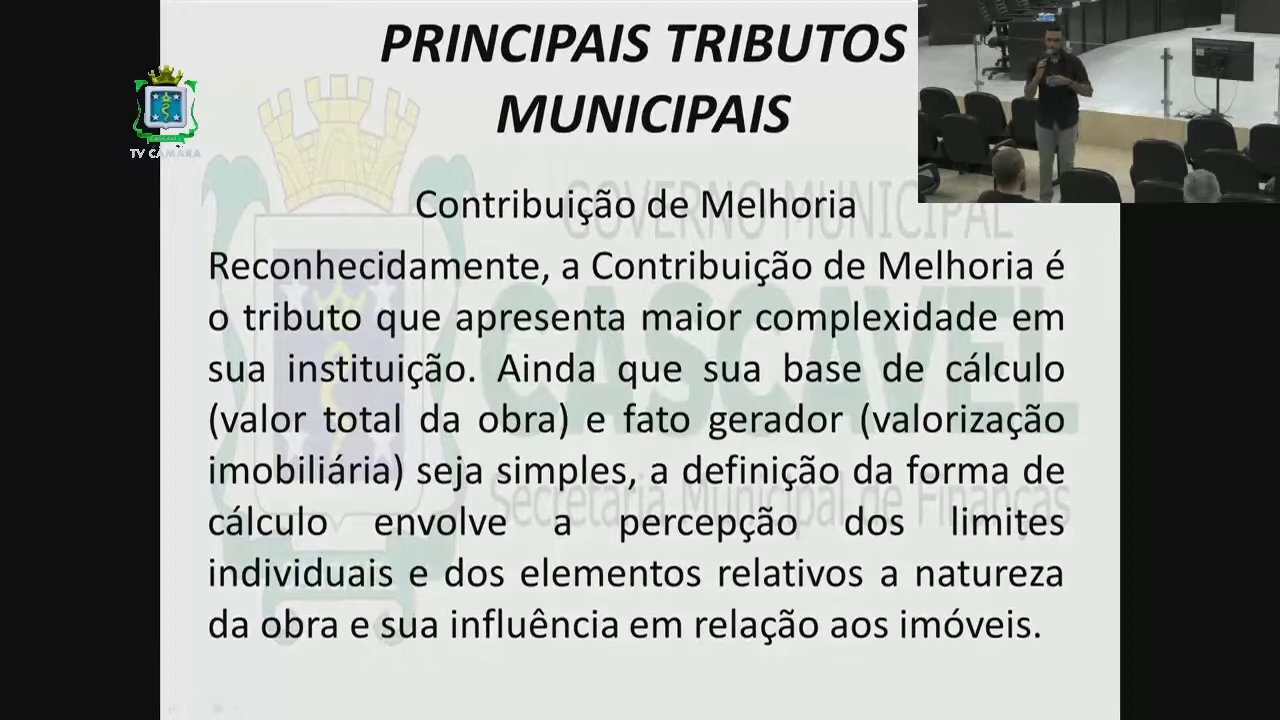 PRINCIPAIS TRIBUTOS
MUNICIPAIS
TV CÂMARA
Contribuição de Melhoria
GOVERNO MUNICIPAL
Reconhecidamente, a Contribuição de Melhoria é
o tributo que apresenta maior complexidade em
sua instituição. Ainda que sua base de cálculo
(valor total da obra) e fato gerador (valorização
imobiliária) seja simples, a definição da forma de
cálculo envolve a percepção dos limites
individuais e dos elementos relativos a natureza
da obra e sua influência em relação aos imóveis.
CASCAVEL
Secretaria Municipal de Finanças